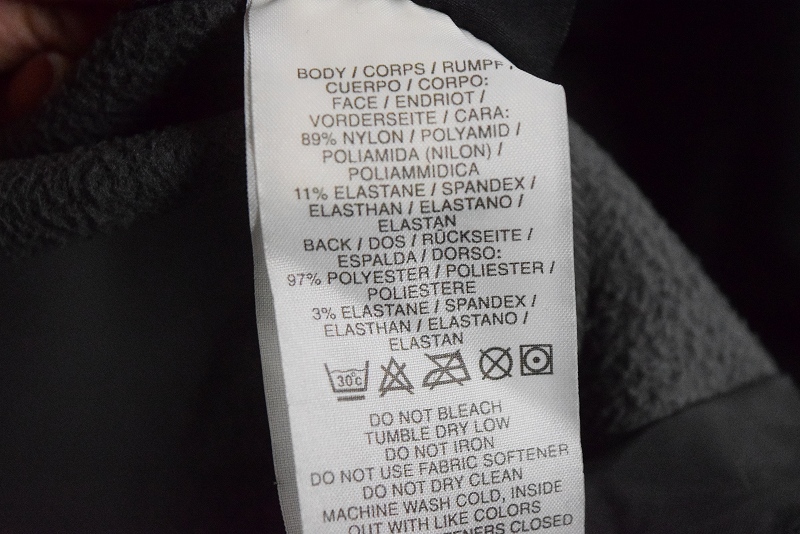 BODY / CORPS / RUMPF /
CUERPO / CORPO:
FACE / ENDRIOT /
VORDERSEITE / CARA:
89% NYLON / POLYAMID /
POLIAMIDA (NILON) /
POLIAMMIDICA
11% ELASTANE / SPANDEX /
ELASTHAN / ELASTANO /
ELASTAN
BACK / DOS / RÜCKSEITE /
ESPALDA / DORSO:
97% POLYESTER / POLIESTER /
POLIESTERE
3% ELASTANE / SPANDEX /
ELASTHAN / ELASTANO /
ELASTAN
30°C
DO NOT BLEACH
TUMBLE DRY LOW
DO NOT IRON
DO NOT USE FABRIC SOFTENER
DO NOT DRY CLEAN
MACHINE WASH COLD, INSIDE
OUT WITH LIKE COLORS
CLOSED